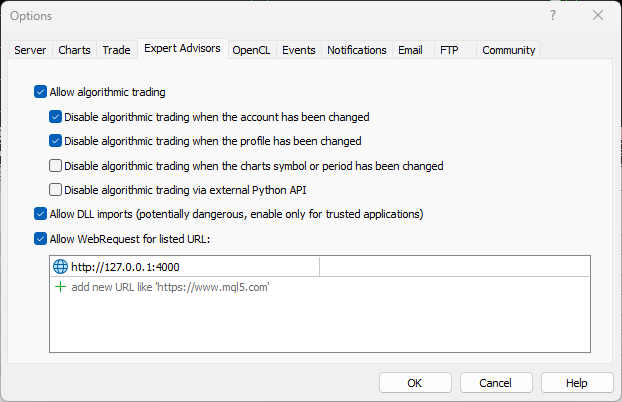 Options
?
Server Charts Trade Expert Advisors OpenCL Events Notifications Email FTP Community
Allow algorithmic trading
Disable algorithmic trading when the account has been changed
Disable algorithmic trading when the profile has been changed
Disable algorithmic trading when the charts symbol or period has been changed
Disable algorithmic trading via external Python API
Allow DLL imports (potentially dangerous, enable only for trusted applications)
Allow WebRequest for listed URL:
http://127.0.0.1:4000
add new URL like 'https://www.mql5.com'
OK Cancel Help